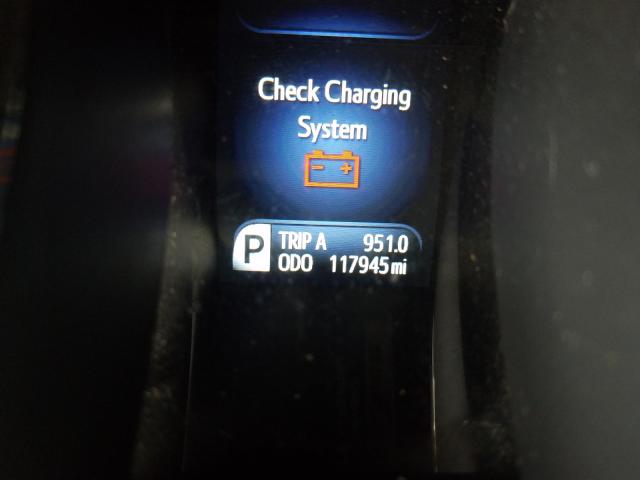 Check Charging
System
P
TRIP A 951.0
ODO 117945 mi